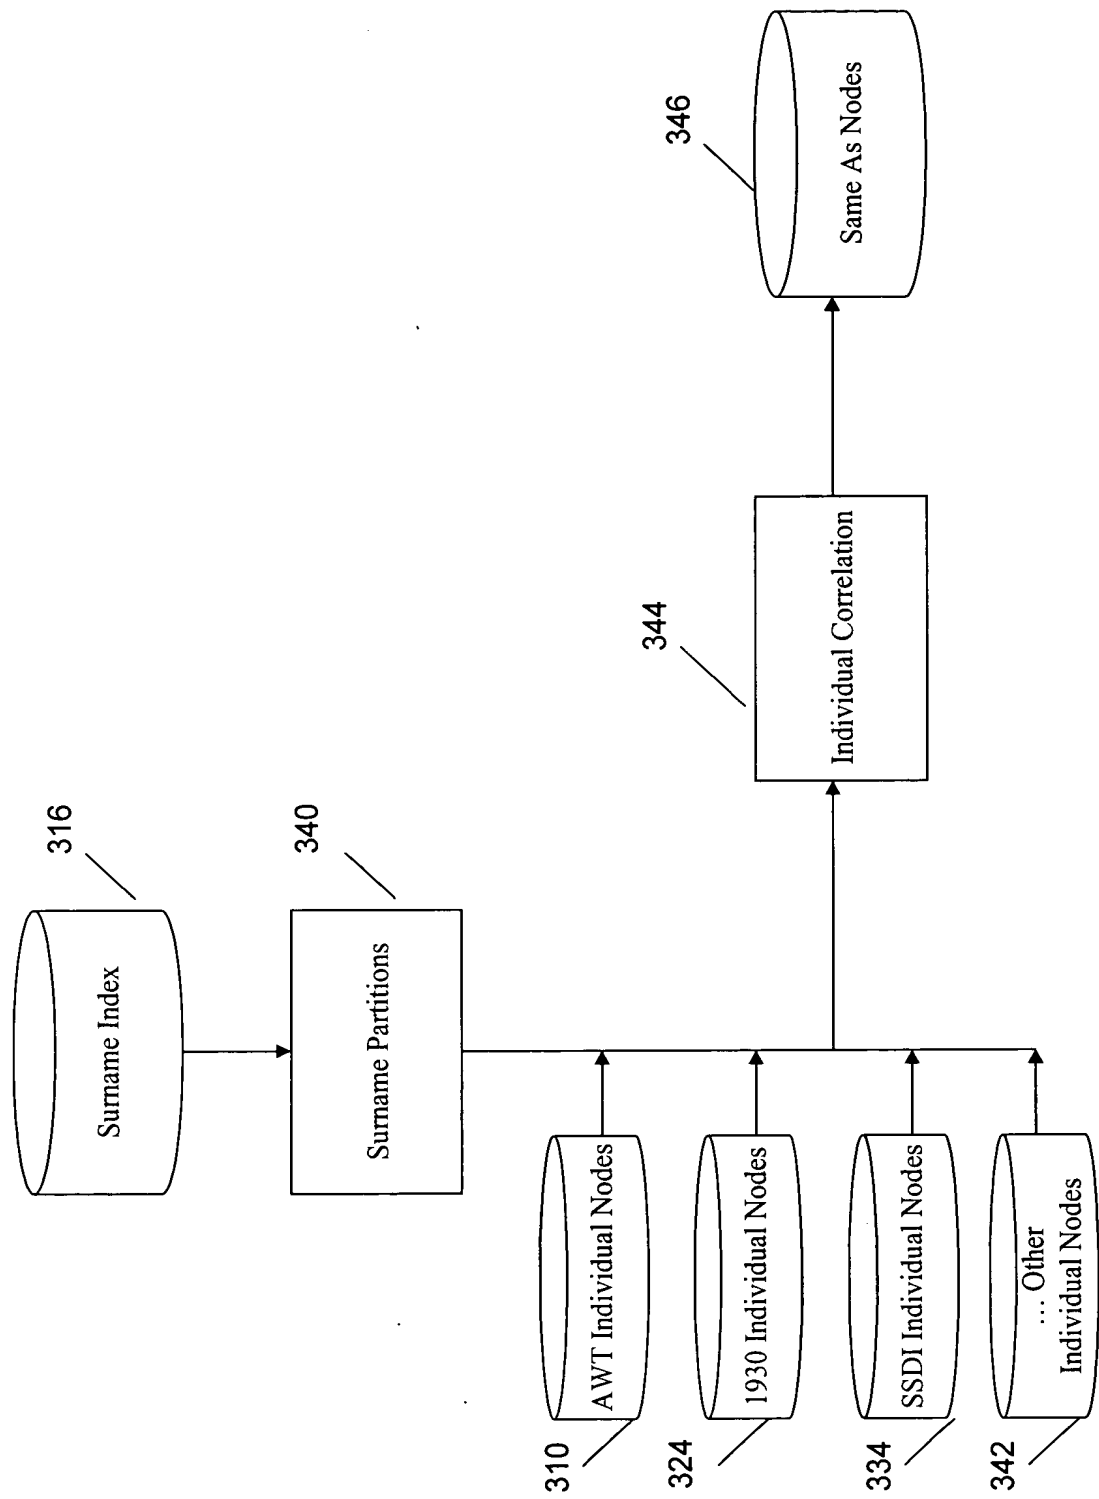 316
Surname Index
340
Surname Partitions
310
AWT Individual Nodes
324
1930 Individual Nodes
334
SSDI Individual Nodes
342
... Other
Individual Nodes
344
Individual Correlation
346
Same As Nodes